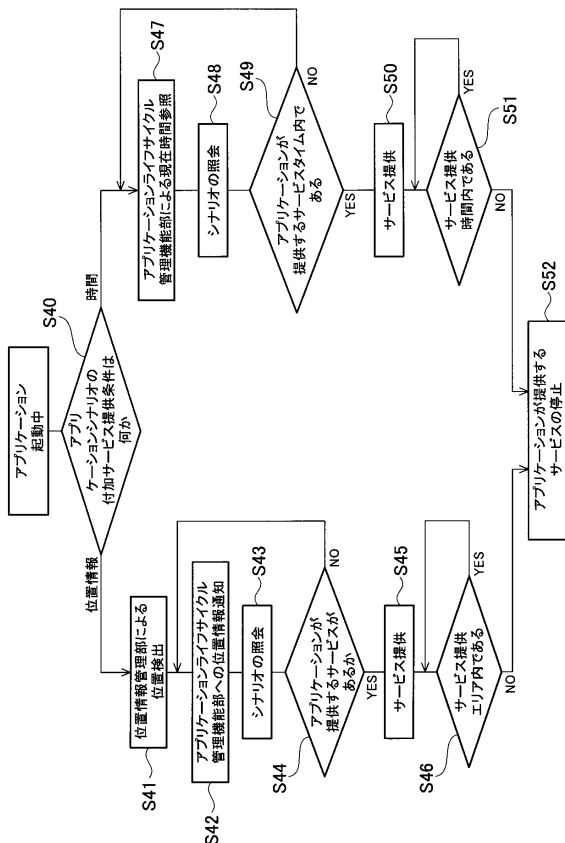 アプリケーション
起動中
S40
アプリ
ケーションシナリオの
付加サービス提供条件は
何か
位置情報
時間
S41
位置情報管理部による
位置検出
S42
アプリケーションライフサイクル
管理機能部への位置情報通知
S43
シナリオの照会
S44
アプリケーションが
提供するサービスが
あるか
NO
YES
S45
サービス提供
S46
サービス提供
エリア内である
YES
NO
S47
アプリケーションライフサイクル
管理機能部による現在時間参照
S48
シナリオの照会
S49
アプリケーションが
提供するサービスタイム内で
ある
NO
YES
S50
サービス提供
S51
サービス提供
時間内である
YES
NO
S52
アプリケーションが提供する
サービスの停止